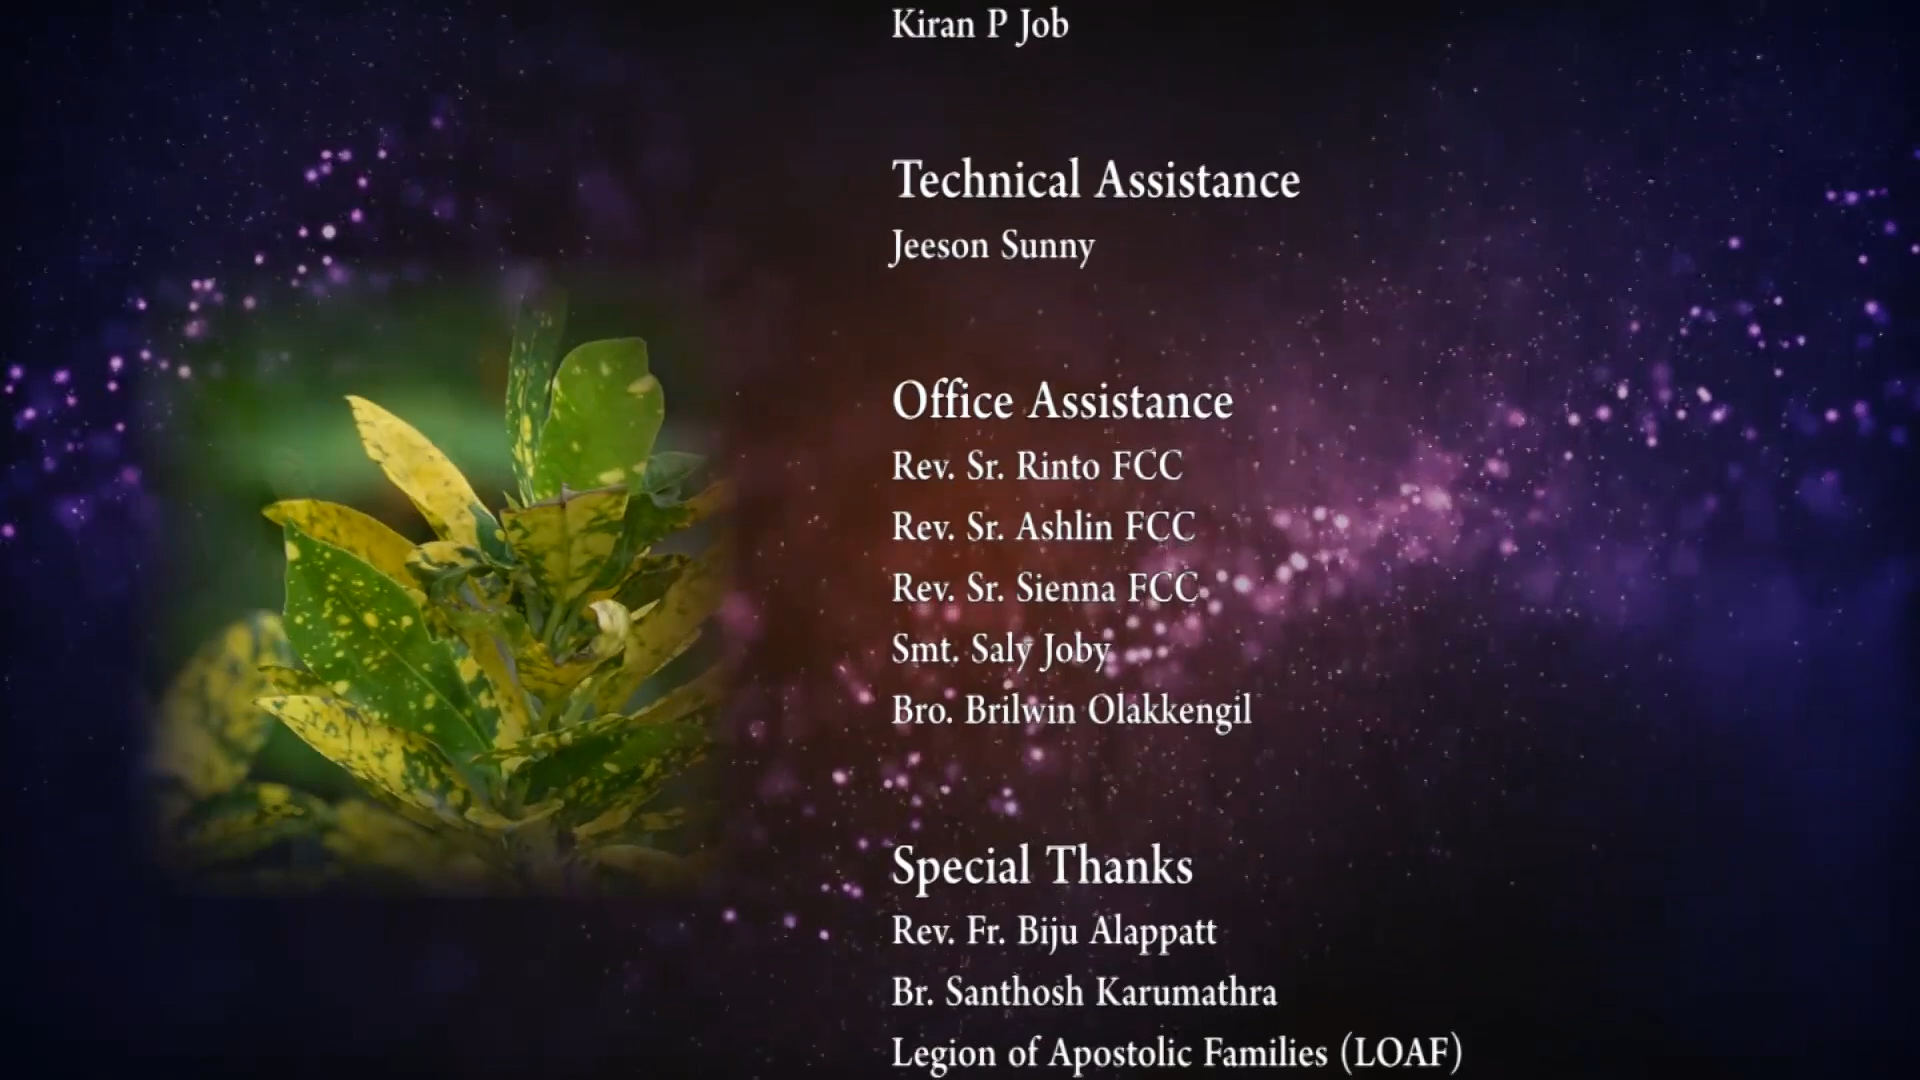 Kiran P Job
Technical Assistance
Jeeson Sunny
Office Assistance
Rev. Sr. Rinto FCC
Rev. Sr. Ashlin FCC
Rev. Sr. Sienna FCC
Smt. Saly Joby
Bro. Brilwin Olakkengil
Special Thanks
Rev. Fr. Biju Alappatt
Br. Santhosh Karumathra
Legion of Apostolic Families (LOAF)